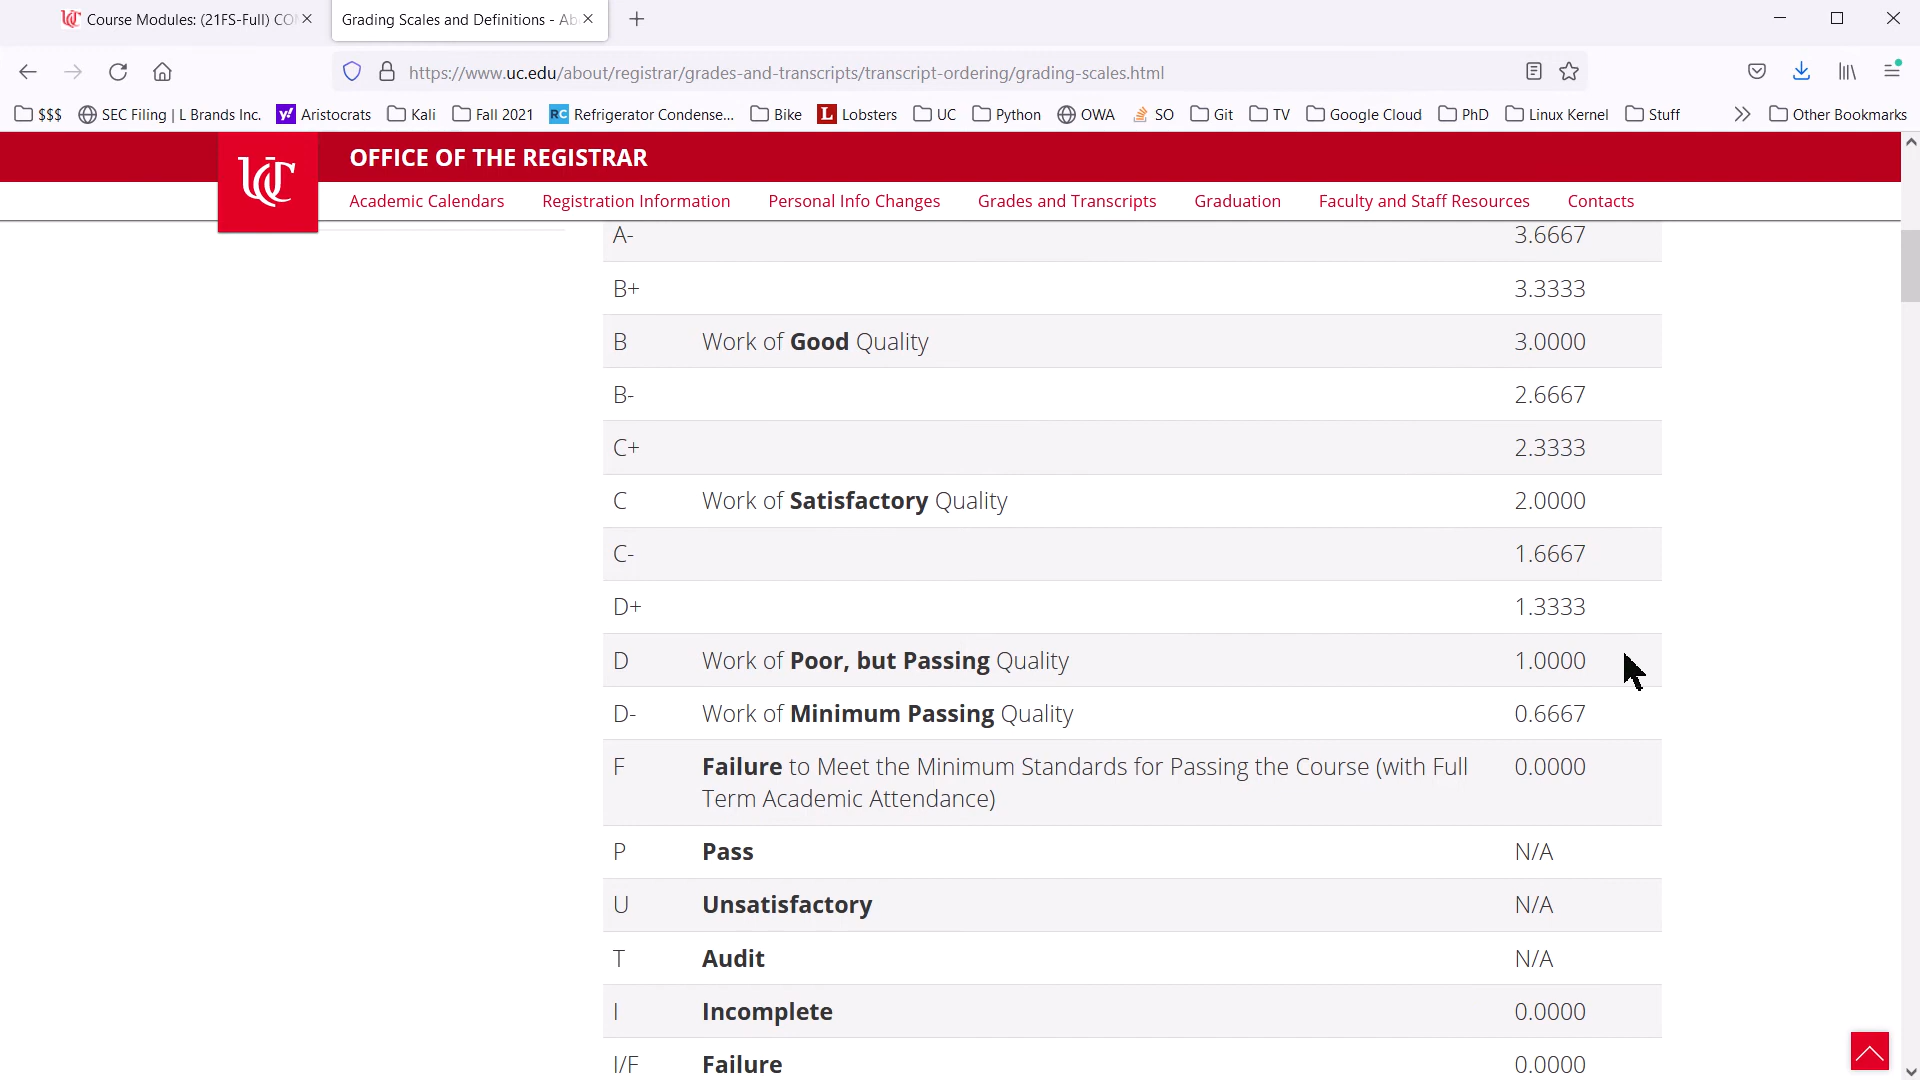 Course Modules: (21FS-Full) CO
Grading Scales and Definitions - Ab
https://www.uc.edu/about/registrar/grades-and-transcripts/transcript-ordering/grading-scales.html
$$$ SEC Filing | L Brands Inc. y! Aristocrats Kali Fall 2021 RC Refrigerator Condense... Bike L Lobsters UC Python OWA SO Git TV Google Cloud PhD Linux Kernel Stuff Other Bookmarks
UC OFFICE OF THE REGISTRAR
Academic Calendars Registration Information Personal Info Changes Grades and Transcripts Graduation Faculty and Staff Resources Contacts
A- 3.6667
B+ 3.3333
B Work of Good Quality 3.0000
B- 2.6667
C+ 2.3333
C Work of Satisfactory Quality 2.0000
C- 1.6667
D+ 1.3333
D Work of Poor, but Passing Quality 1.0000
D- Work of Minimum Passing Quality 0.6667
F Failure to Meet the Minimum Standards for Passing the Course (with Full 0.0000
Term Academic Attendance)
P Pass N/A
U Unsatisfactory N/A
T Audit N/A
I Incomplete 0.0000
I/F Failure 0.0000